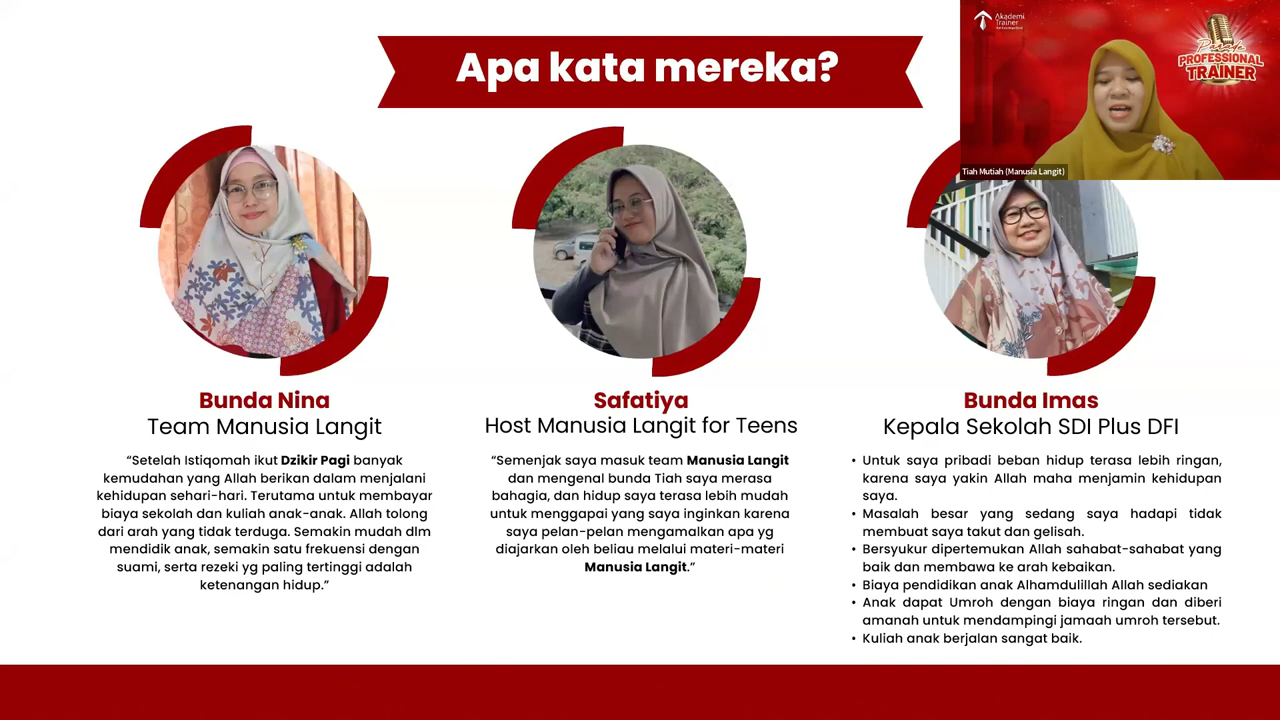 Apa kata mereka?
Akademi
Trainer
PROFESSIONAL
TRAINER
Tiah Mutiah (Manusia Langit)
Bunda Nina
Team Manusia Langit
“Setelah Istiqomah ikut Dzikir Pagi banyak
kemudahan yang Allah berikan dalam menjalani
kehidupan sehari-hari. Terutama untuk membayar
biaya sekolah dan kuliah anak-anak. Allah tolong
dari arah yang tidak terduga. Semakin mudah dlm
mendidik anak, semakin satu frekuensi dengan
suami, serta rezeki yg paling tertinggi adalah
ketenangan hidup.”
Safatiya
Host Manusia Langit for Teens
“Semenjak saya masuk team Manusia Langit
dan mengenal bunda Tiah saya merasa
bahagia, dan hidup saya terasa lebih mudah
untuk menggapai yang saya inginkan karena
saya pelan-pelan mengamalkan apa yg
diajarkan oleh beliau melalui materi-materi
Manusia Langit.”
Bunda Imas
Kepala Sekolah SDI Plus DFI
• Untuk saya pribadi beban hidup terasa lebih ringan,
karena saya yakin Allah maha menjamin kehidupan
saya.
• Masalah besar yang sedang saya hadapi tidak
membuat saya takut dan gelisah.
• Bersyukur dipertemukan Allah sahabat-sahabat yang
baik dan membawa ke arah kebaikan.
• Biaya pendidikan anak Alhamdulillah Allah sediakan
• Anak dapat Umroh dengan biaya ringan dan diberi
amanah untuk mendampingi jamaah umroh tersebut.
• Kuliah anak berjalan sangat baik.